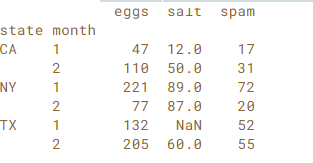 eggs salt spam
state month
CA 1 47 12.0 17
2 110 50.0 31
NY 1 221 89.0 72
2 77 87.0 20
TX 1 132 NaN 52
2 205 60.0 55